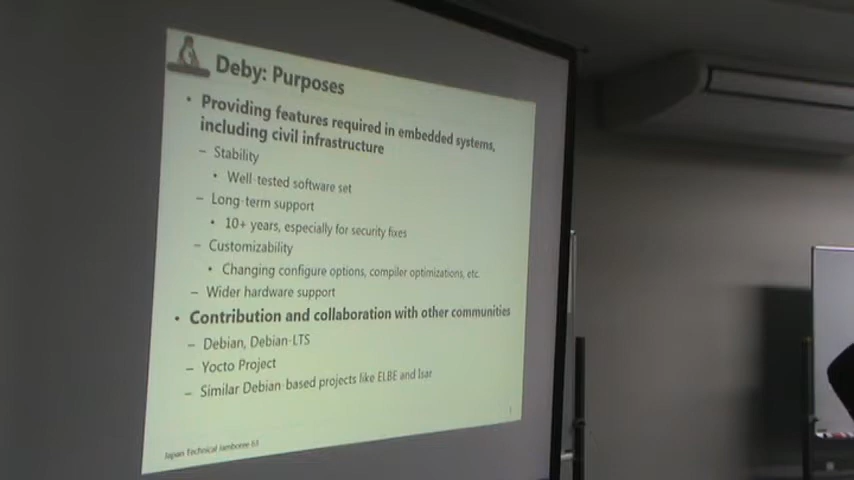 Deby: Purposes
• Providing features required in embedded systems,
including civil infrastructure
– Stability
• Well-tested software set
– Long-term support
• 10+ years, especially for security fixes
– Customizability
• Changing configure options, compiler optimizations, etc.
– Wider hardware support
• Contribution and collaboration with other communities
– Debian, Debian-LTS
– Yocto Project
– Similar Debian-based projects like ELBE and Isar
Japan Technical Jamboree